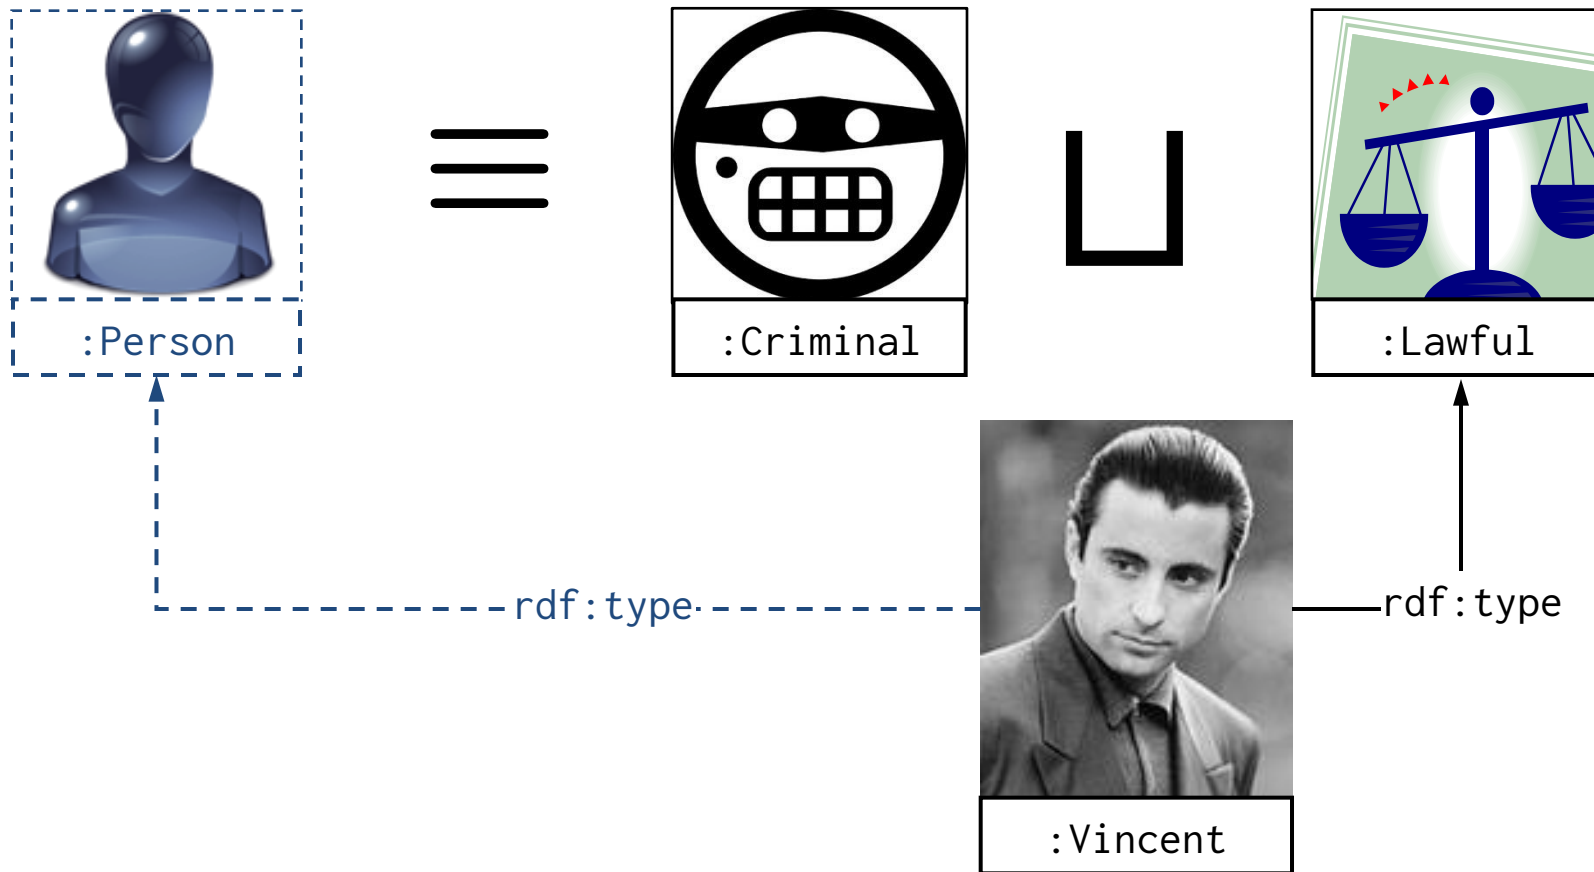 :Person
≡
:Criminal
⊔
:Lawful
rdf:type
rdf:type
:Vincent